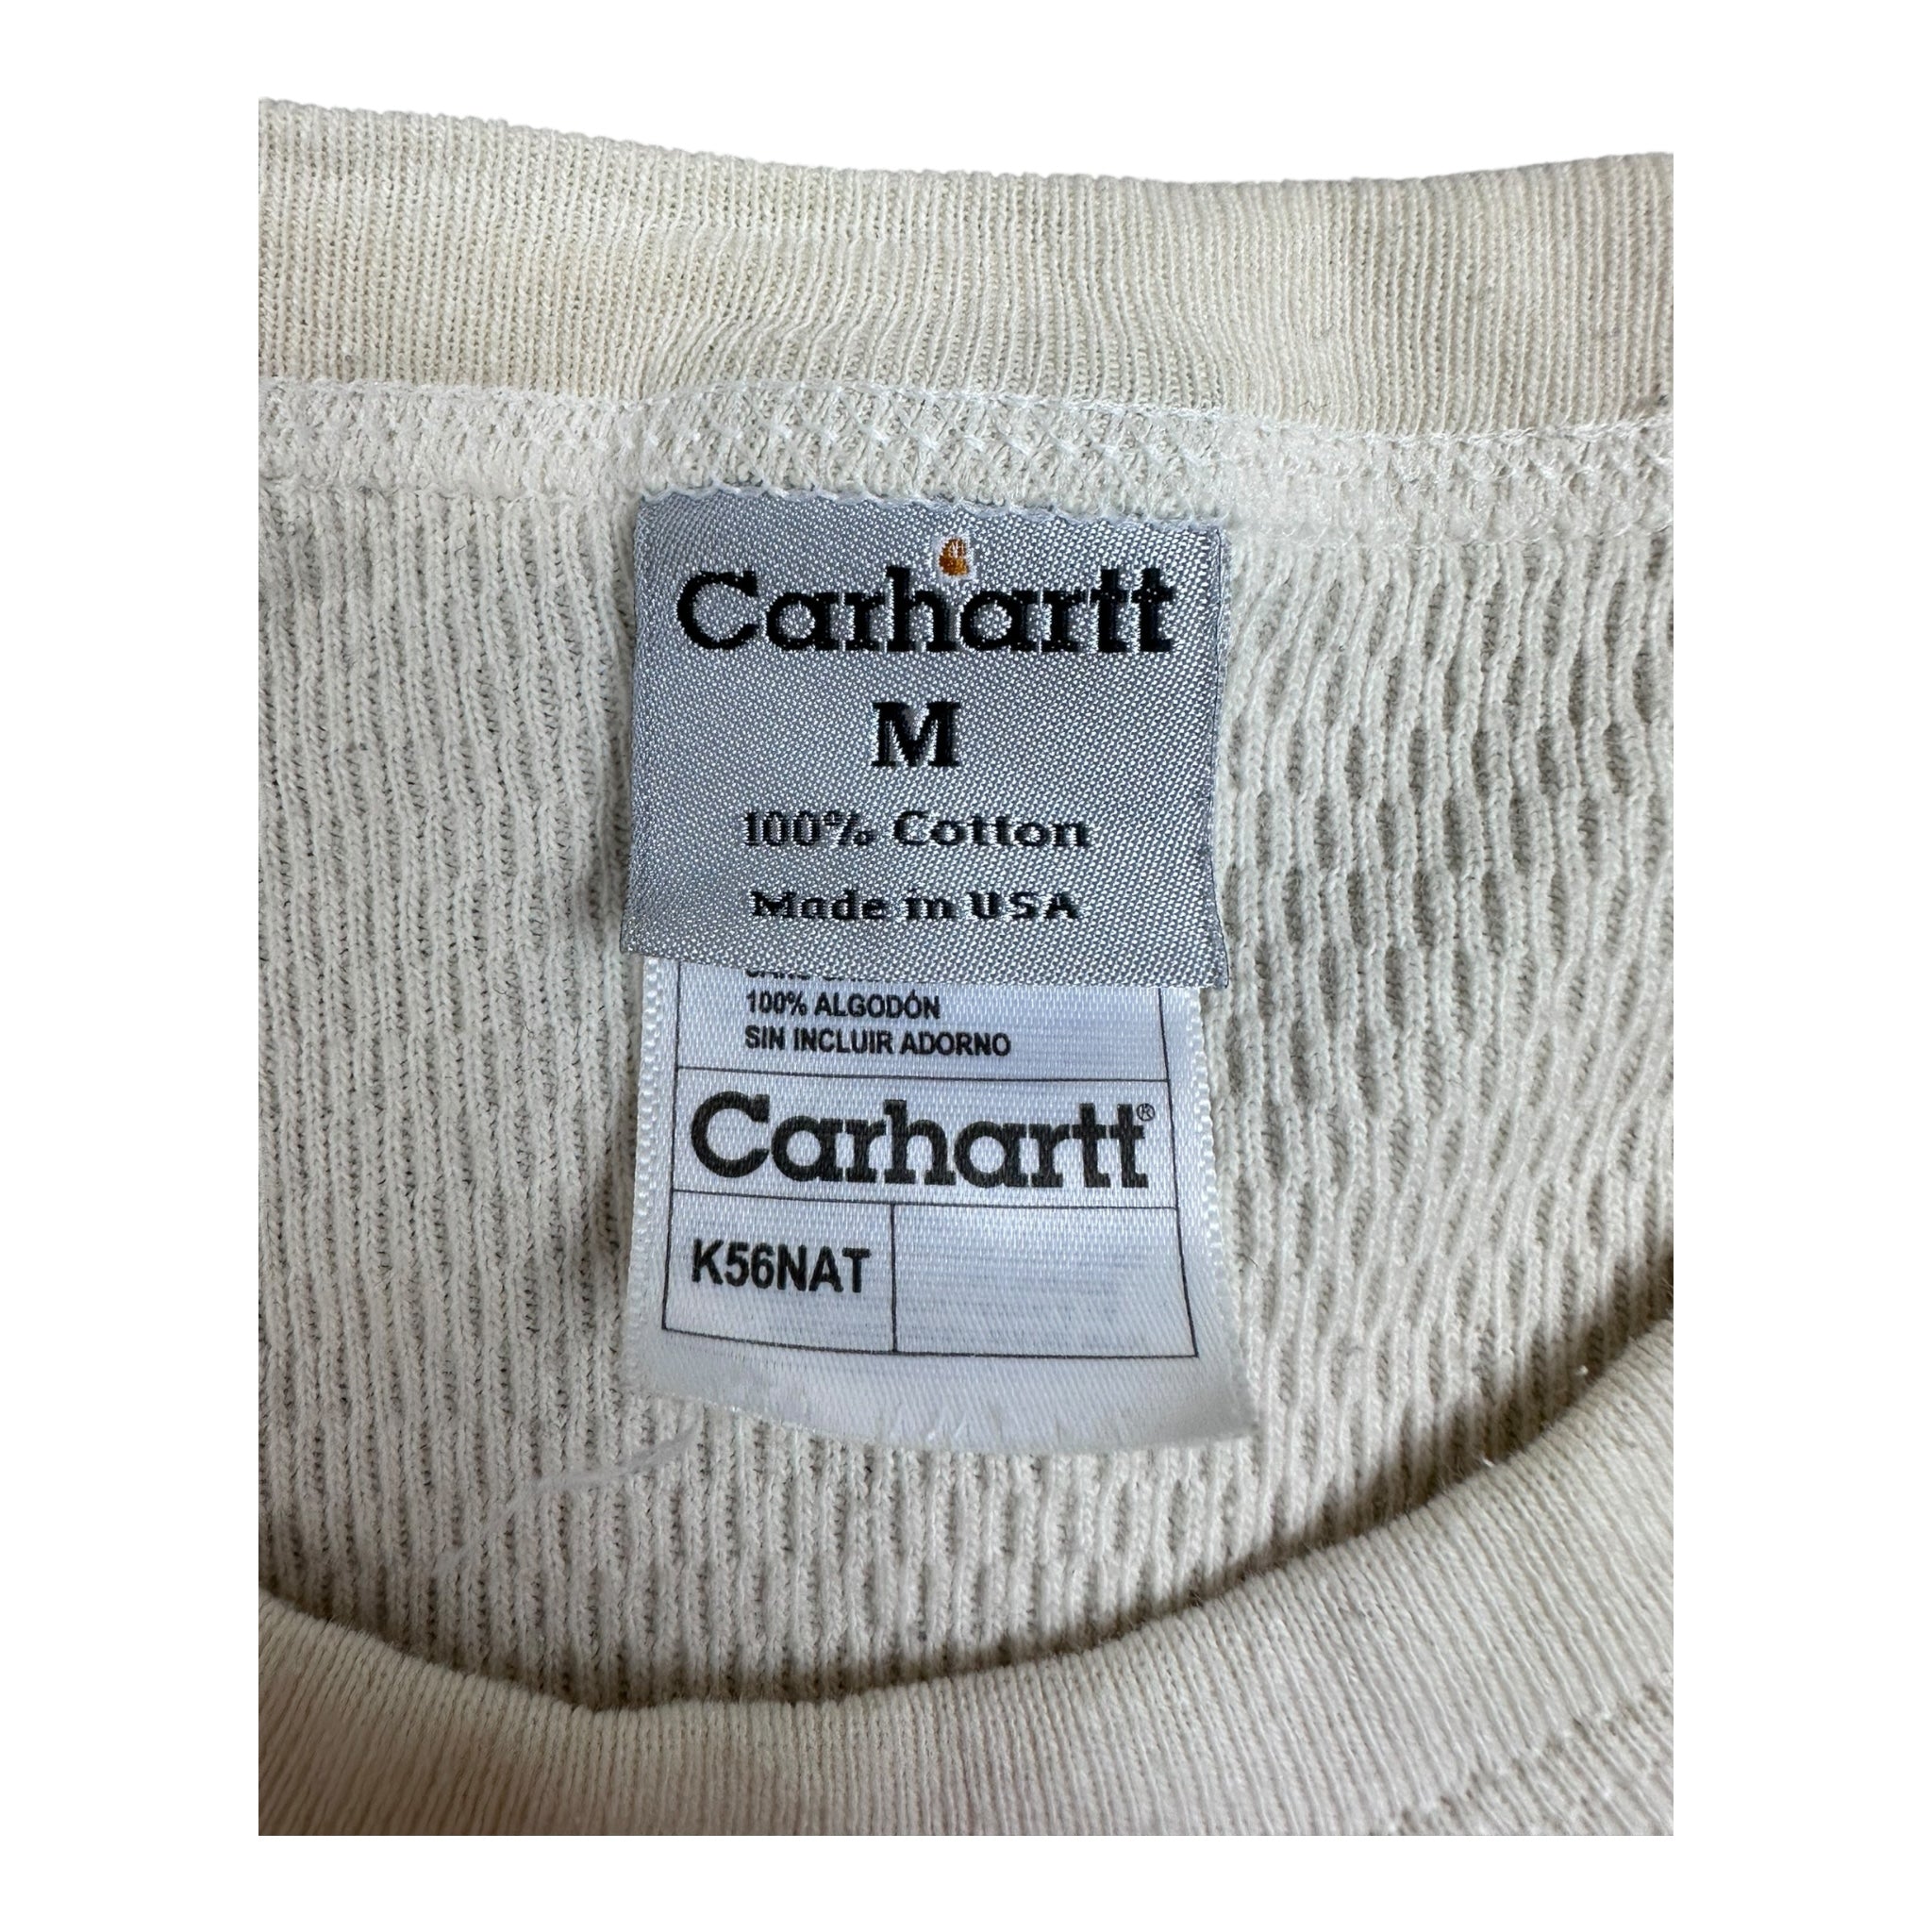 Carhartt
M
100% Cotton
Made in USA
100% ALGODÓN
SIN INCLUIR ADORNO
Carhartt®
K56NAT